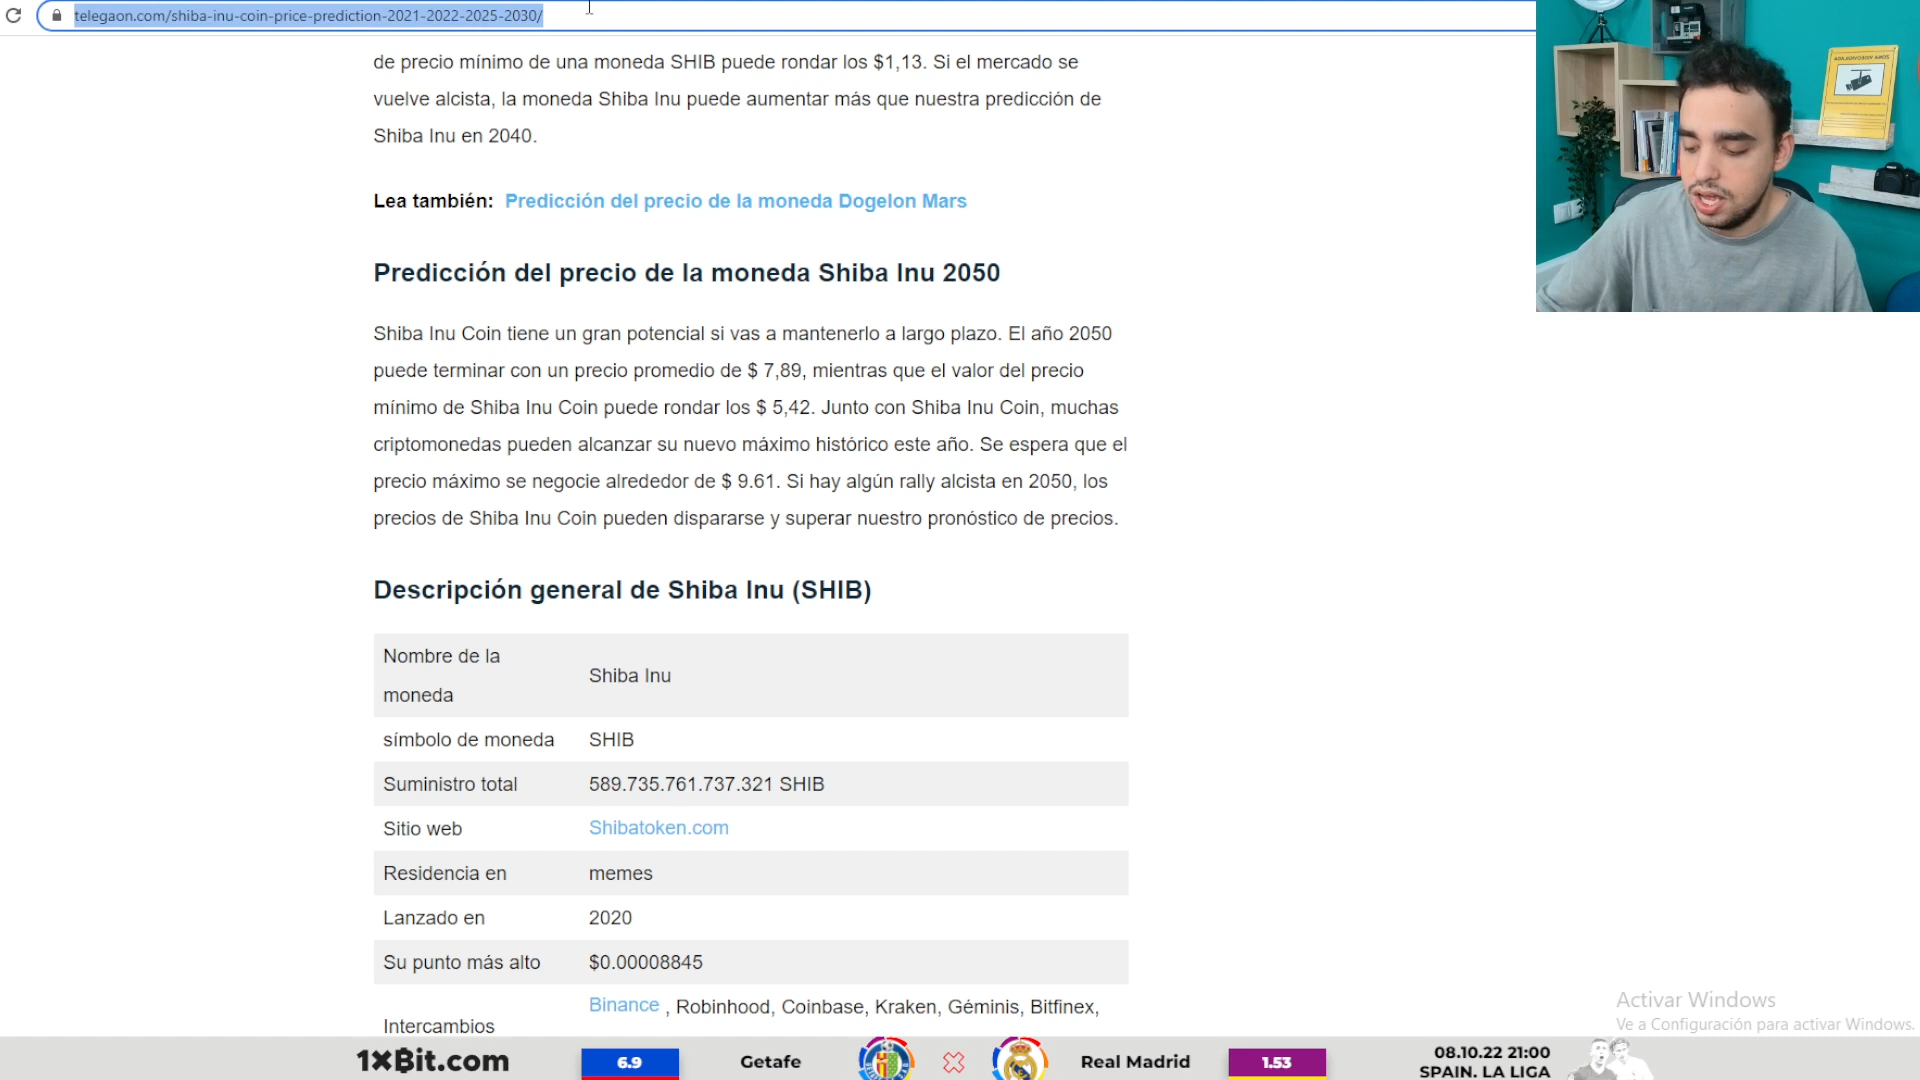 telegaon.com/shiba-inu-coin-price-prediction-2021-2022-2025-2030/
de precio mínimo de una moneda SHIB puede rondar los $1,13. Si el mercado se
vuelve alcista, la moneda Shiba Inu puede aumentar más que nuestra predicción de
Shiba Inu en 2040.
Lea también: Predicción del precio de la moneda Dogelon Mars
Predicción del precio de la moneda Shiba Inu 2050
Shiba Inu Coin tiene un gran potencial si vas a mantenerlo a largo plazo. El año 2050
puede terminar con un precio promedio de $ 7,89, mientras que el valor del precio
mínimo de Shiba Inu Coin puede rondar los $ 5,42. Junto con Shiba Inu Coin, muchas
criptomonedas pueden alcanzar su nuevo máximo histórico este año. Se espera que el
precio máximo se negocie alrededor de $ 9.61. Si hay algún rally alcista en 2050, los
precios de Shiba Inu Coin pueden dispararse y superar nuestro pronóstico de precios.
Descripción general de Shiba Inu (SHIB)
Nombre de la
moneda
Shiba Inu
símbolo de moneda SHIB
Suministro total 589.735.761.737.321 SHIB
Sitio web Shibatoken.com
Residencia en memes
Lanzado en 2020
Su punto más alto $0.00008845
Intercambios
Binance , Robinhood, Coinbase, Kraken, Géminis, Bitfinex,
Activar Windows
Ve a Configuración para activar Windows.
1XBit.com
6.9
Getafe
Real Madrid
1.53
08.10.22 21:00
SPAIN. LA LIGA